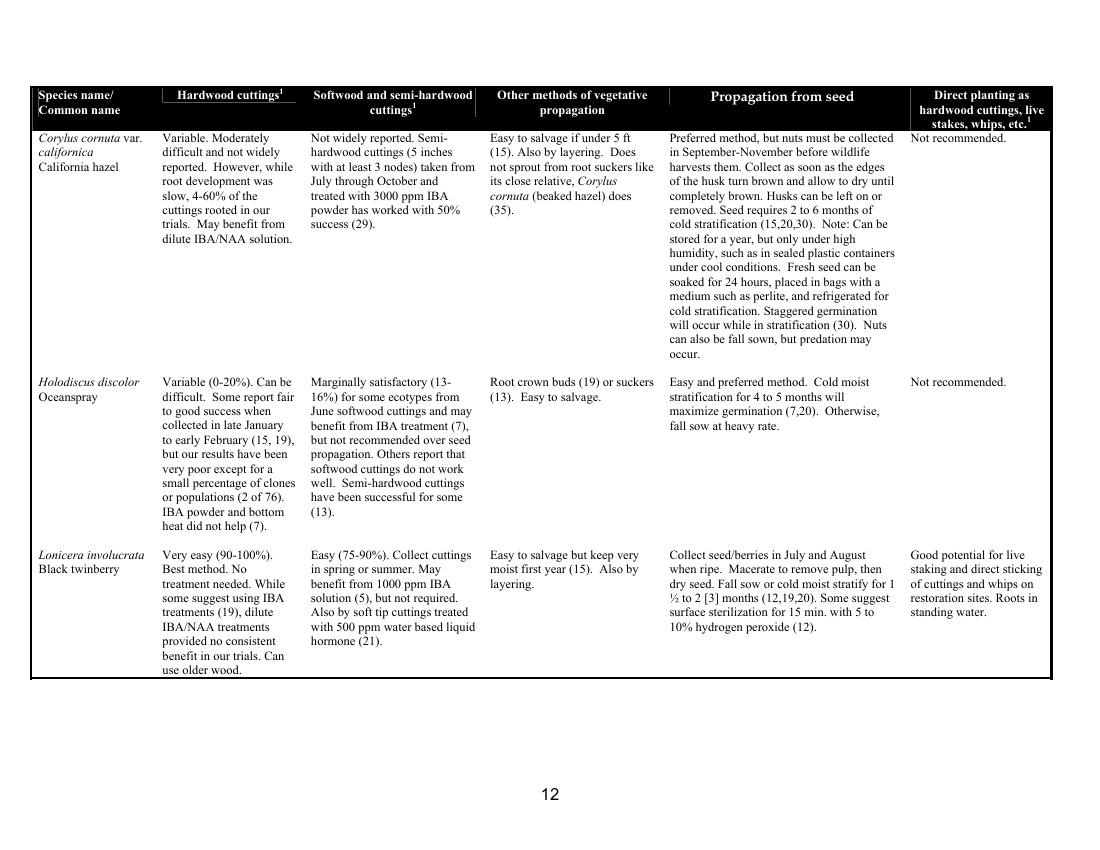 Species name/
Common name
Hardwood cuttings1
Softwood and semi-hardwood
cuttings1
Other methods of vegetative
propagation
Propagation from seed
Direct planting as
hardwood cuttings, live
stakes, whips, etc.1
Corylus cornuta var.
californica
California hazel
Variable. Moderately
difficult and not widely
reported.  However, while
root development was
slow, 4-60% of the
cuttings rooted in our
trials.  May benefit from
dilute IBA/NAA solution.
Not widely reported. Semi-
hardwood cuttings (5 inches
with at least 3 nodes) taken from
July through October and
treated with 3000 ppm IBA
powder has worked with 50%
success (29).
Easy to salvage if under 5 ft
(15). Also by layering.  Does
not sprout from root suckers like
its close relative, Corylus
cornuta (beaked hazel) does
(35).
Preferred method, but nuts must be collected
in September-November before wildlife
harvests them. Collect as soon as the edges
of the husk turn brown and allow to dry until
completely brown. Husks can be left on or
removed. Seed requires 2 to 6 months of
cold stratification (15,20,30).  Note: Can be
stored for a year, but only under high
humidity, such as in sealed plastic containers
under cool conditions.  Fresh seed can be
soaked for 24 hours, placed in bags with a
medium such as perlite, and refrigerated for
cold stratification. Staggered germination
will occur while in stratification (30).  Nuts
can also be fall sown, but predation may
occur.
Not recommended.
Holodiscus discolor
Oceanspray
Variable (0-20%). Can be
difficult.  Some report fair
to good success when
collected in late January
to early February (15, 19),
but our results have been
very poor except for a
small percentage of clones
or populations (2 of 76).
IBA powder and bottom
heat did not help (7).
Marginally satisfactory (13-
16%) for some ecotypes from
June softwood cuttings and may
benefit from IBA treatment (7),
but not recommended over seed
propagation. Others report that
softwood cuttings do not work
well.  Semi-hardwood cuttings
have been successful for some
(13).
Root crown buds (19) or suckers
(13).  Easy to salvage.
Easy and preferred method.  Cold moist
stratification for 4 to 5 months will
maximize germination (7,20).  Otherwise,
fall sow at heavy rate.
Not recommended.
Lonicera involucrata
Black twinberry
Very easy (90-100%).
Best method. No
treatment needed. While
some suggest using IBA
treatments (19), dilute
IBA/NAA treatments
provided no consistent
benefit in our trials. Can
use older wood.
Easy (75-90%). Collect cuttings
in spring or summer. May
benefit from 1000 ppm IBA
solution (5), but not required.
Also by soft tip cuttings treated
with 500 ppm water based liquid
hormone (21).
Easy to salvage but keep very
moist first year (15).  Also by
layering.
Collect seed/berries in July and August
when ripe.  Macerate to remove pulp, then
dry seed. Fall sow or cold moist stratify for 1
½ to 2 [3] months (12,19,20). Some suggest
surface sterilization for 15 min. with 5 to
10% hydrogen peroxide (12).
Good potential for live
staking and direct sticking
of cuttings and whips on
restoration sites. Roots in
standing water.
12